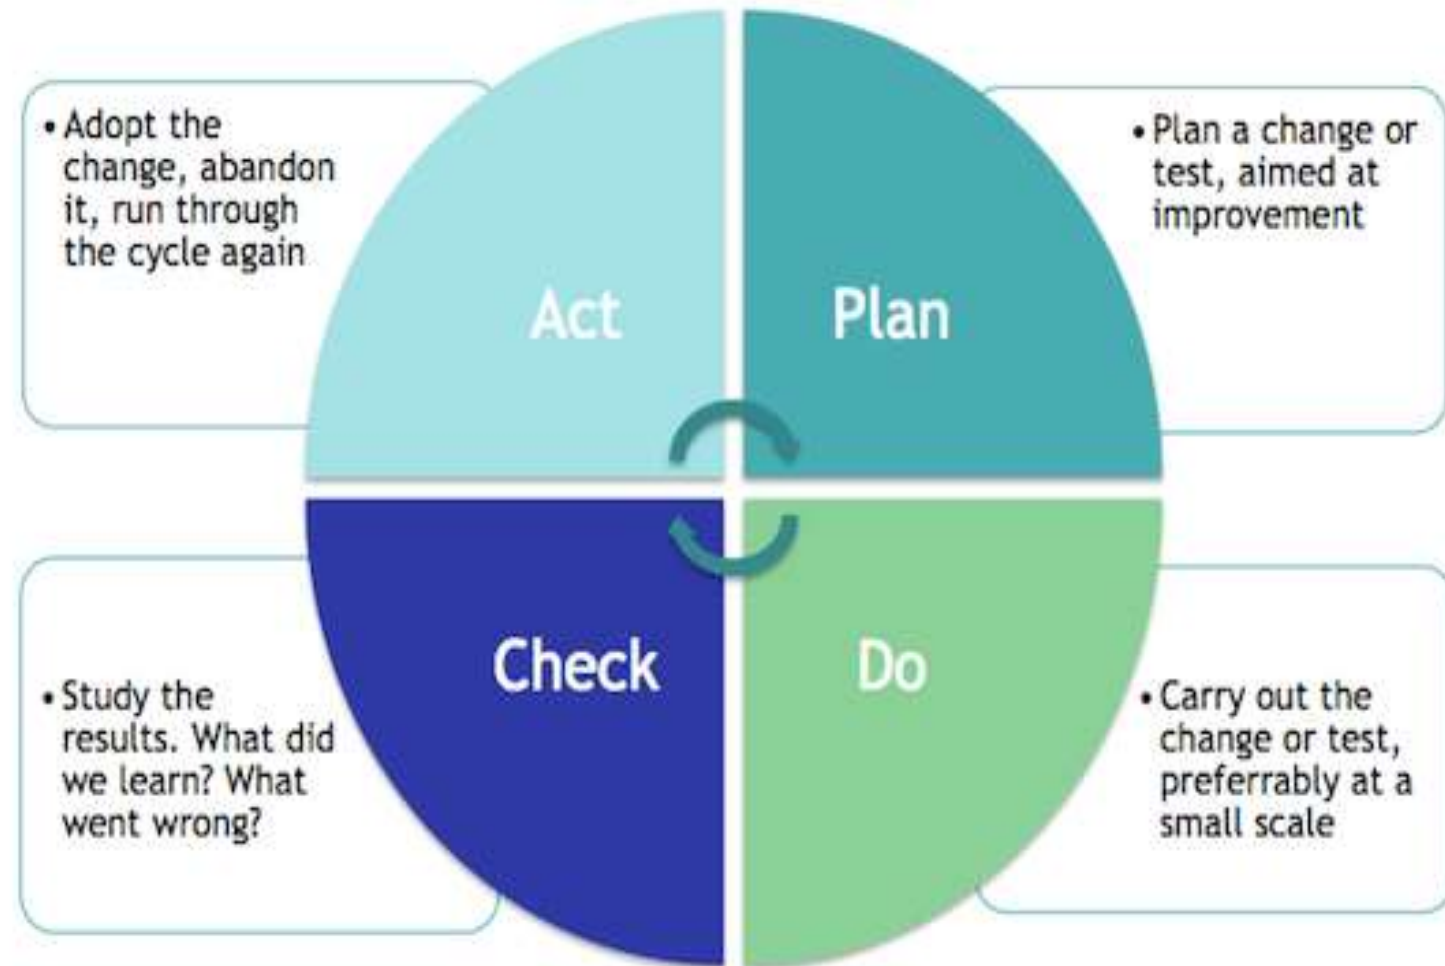 • Adopt the
change, abandon
it, run through
the cycle again
Act
Plan
• Plan a change or
test, aimed at
improvement
• Study the
results. What did
we learn? What
went wrong?
Check
Do
• Carry out the
change or test,
preferrably at a
small scale